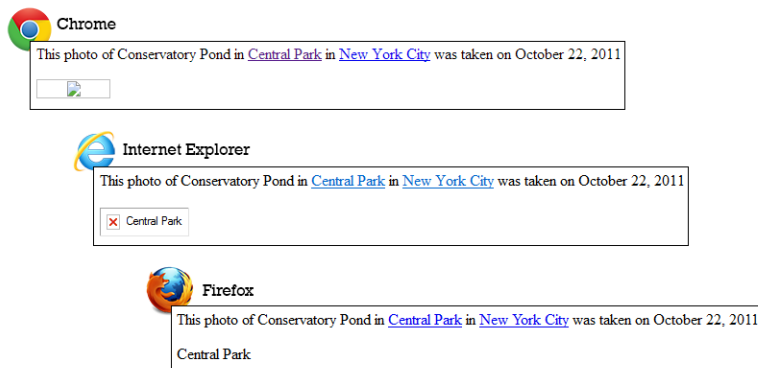 Chrome
This photo of Conservatory Pond in Central Park in New York City was taken on October 22, 2011
Internet Explorer
This photo of Conservatory Pond in Central Park in New York City was taken on October 22, 2011
Central Park
Firefox
This photo of Conservatory Pond in Central Park in New York City was taken on October 22, 2011
Central Park